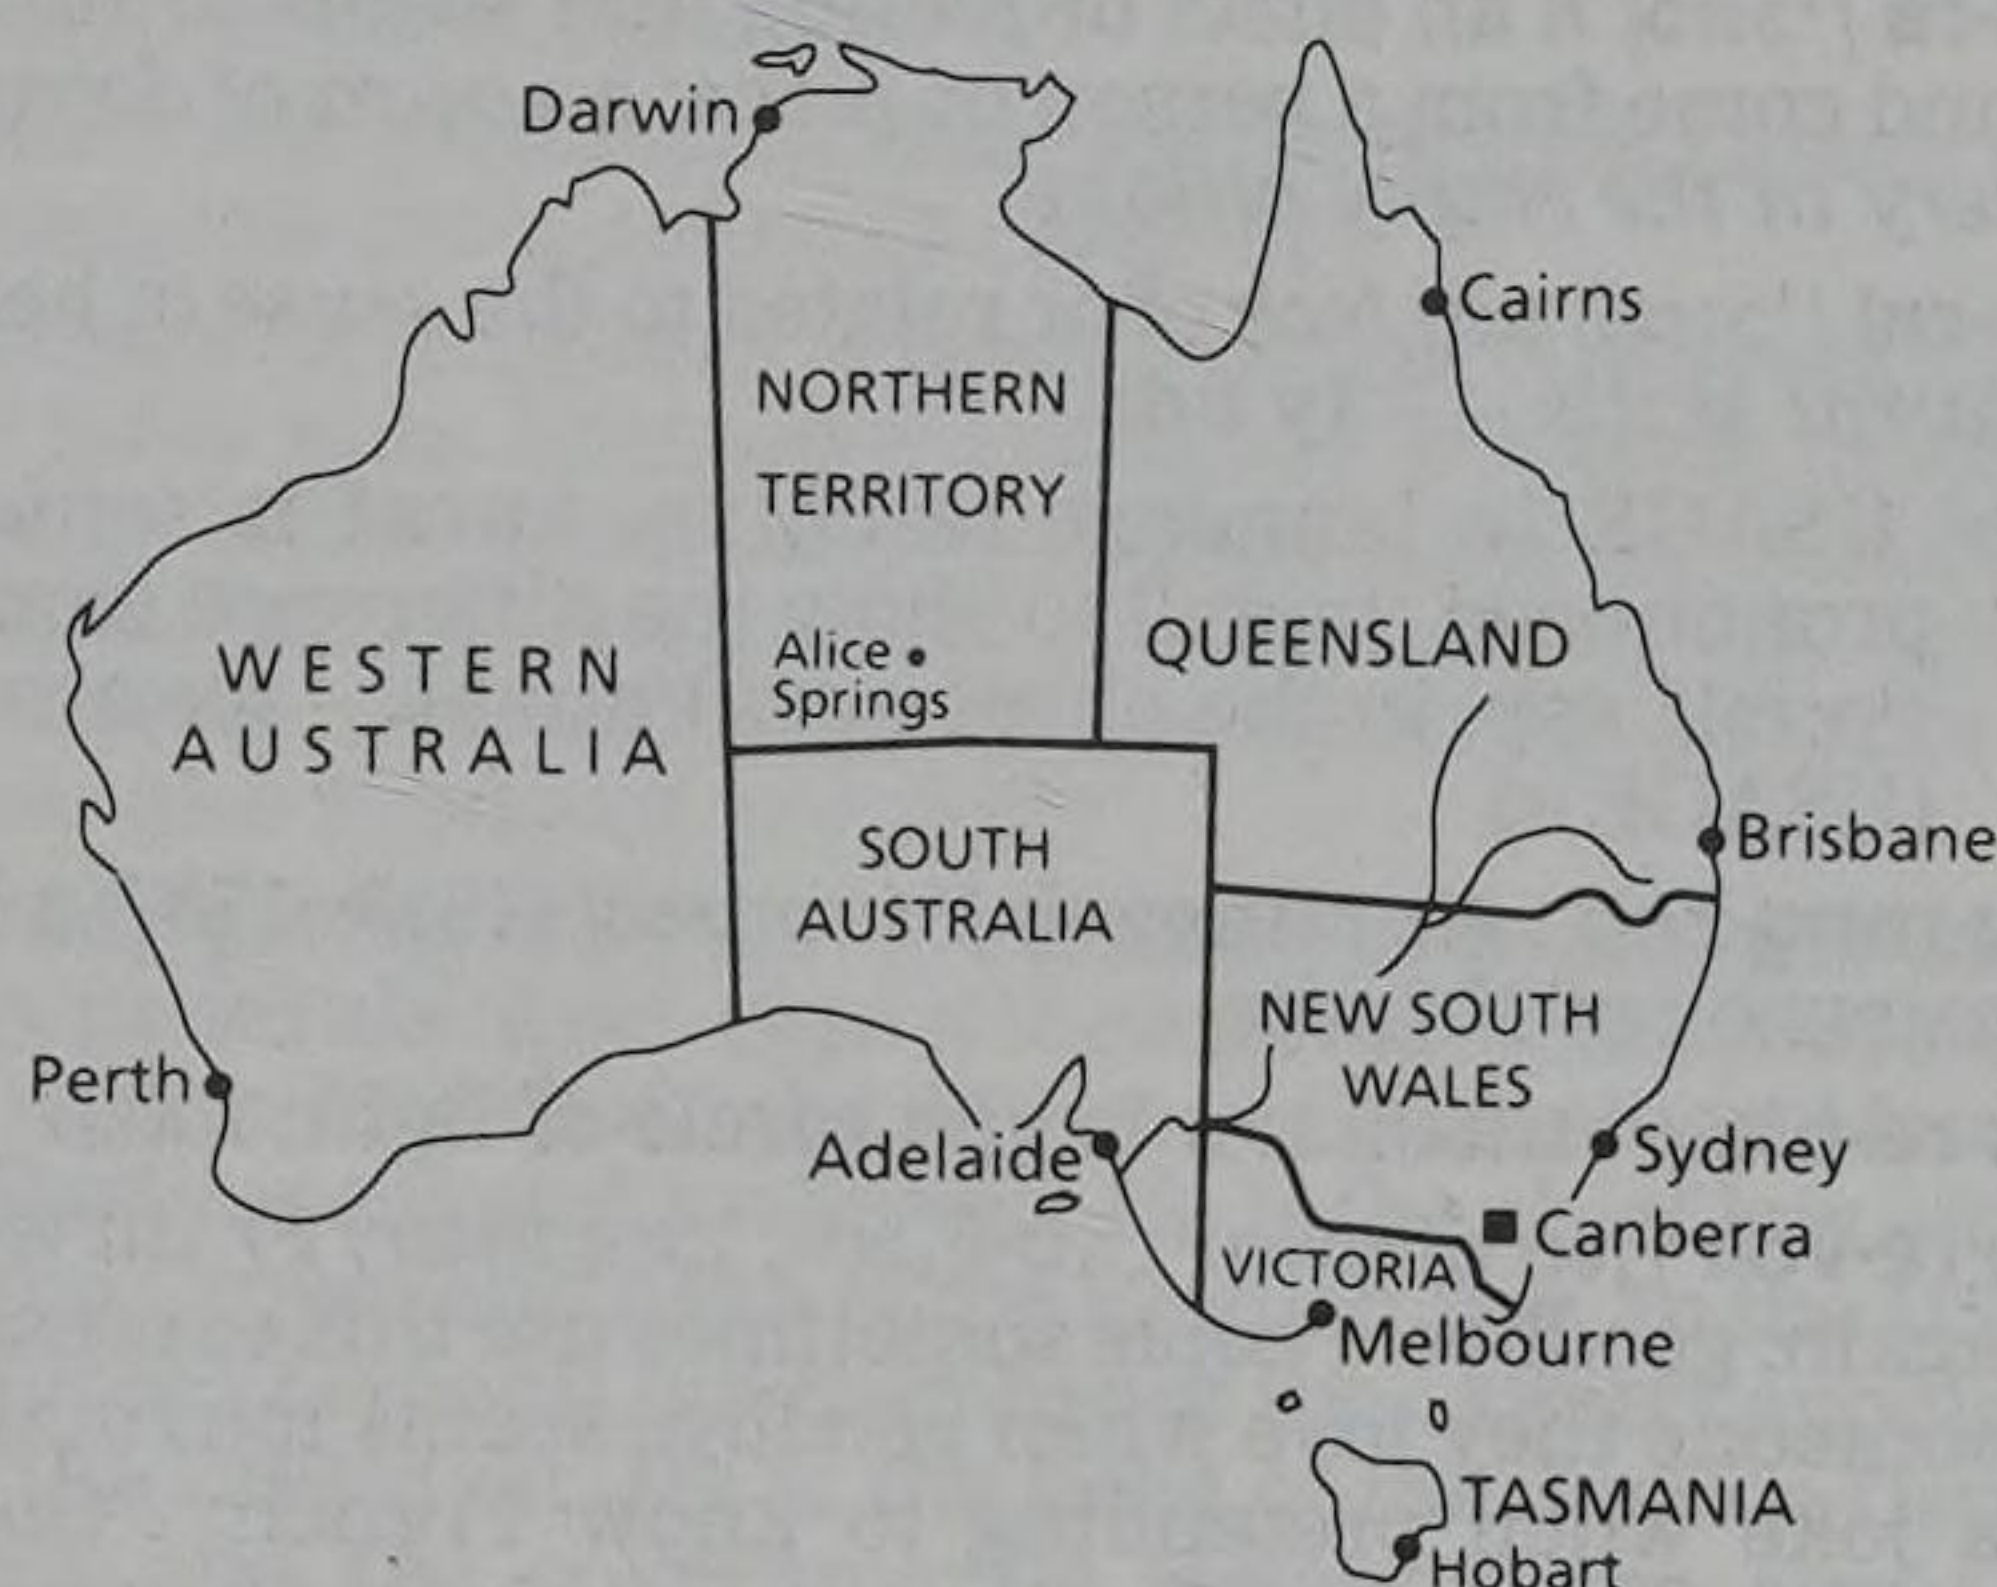 Darwin
Cairns
NORTHERN
TERRITORY
QUEENSLAND
Alice
Springs
WESTERN
AUSTRALIA
SOUTH
AUSTRALIA
Brisbane
NEW SOUTH
WALES
Perth
Adelaide
Sydney
Canberra
VICTORIA
Melbourne
TASMANIA
Hobart